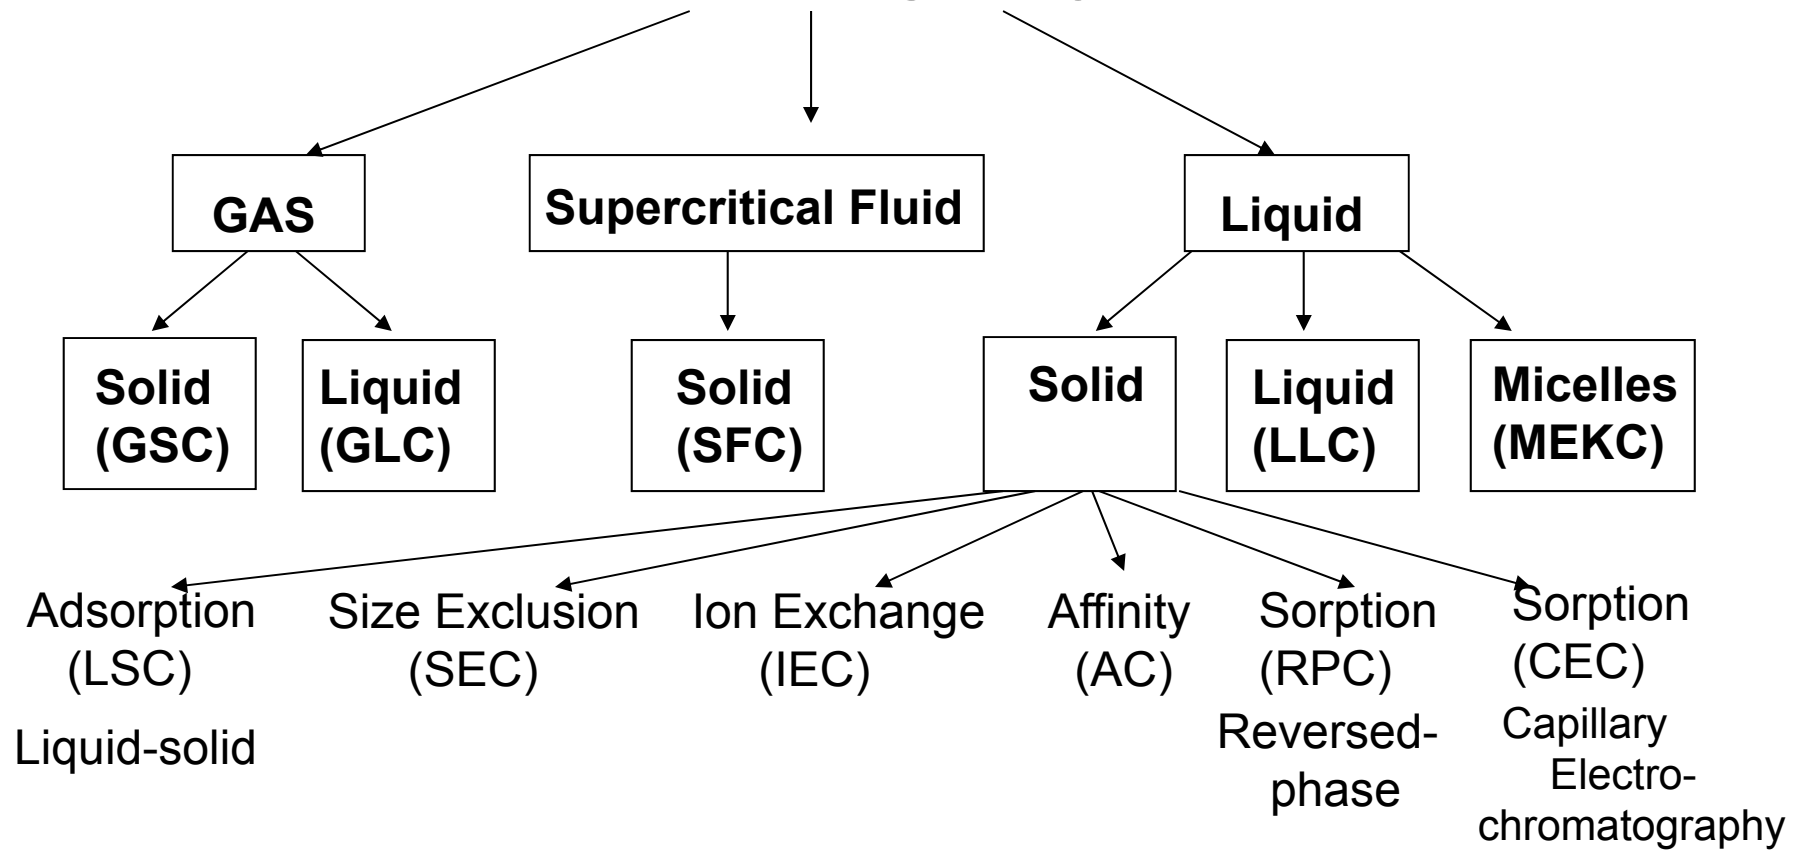 GAS
Supercritical Fluid
Liquid
Solid
(GSC)
Liquid
(GLC)
Solid
(SFC)
Solid
Liquid
(LLC)
Micelles
(MEKC)
Adsorption
(LSC)
Liquid-solid
Size Exclusion
(SEC)
Ion Exchange
(IEC)
Affinity
(AC)
Sorption
(RPC)
Reversed-
phase
Sorption
(CEC)
Capillary
Electro-
chromatography